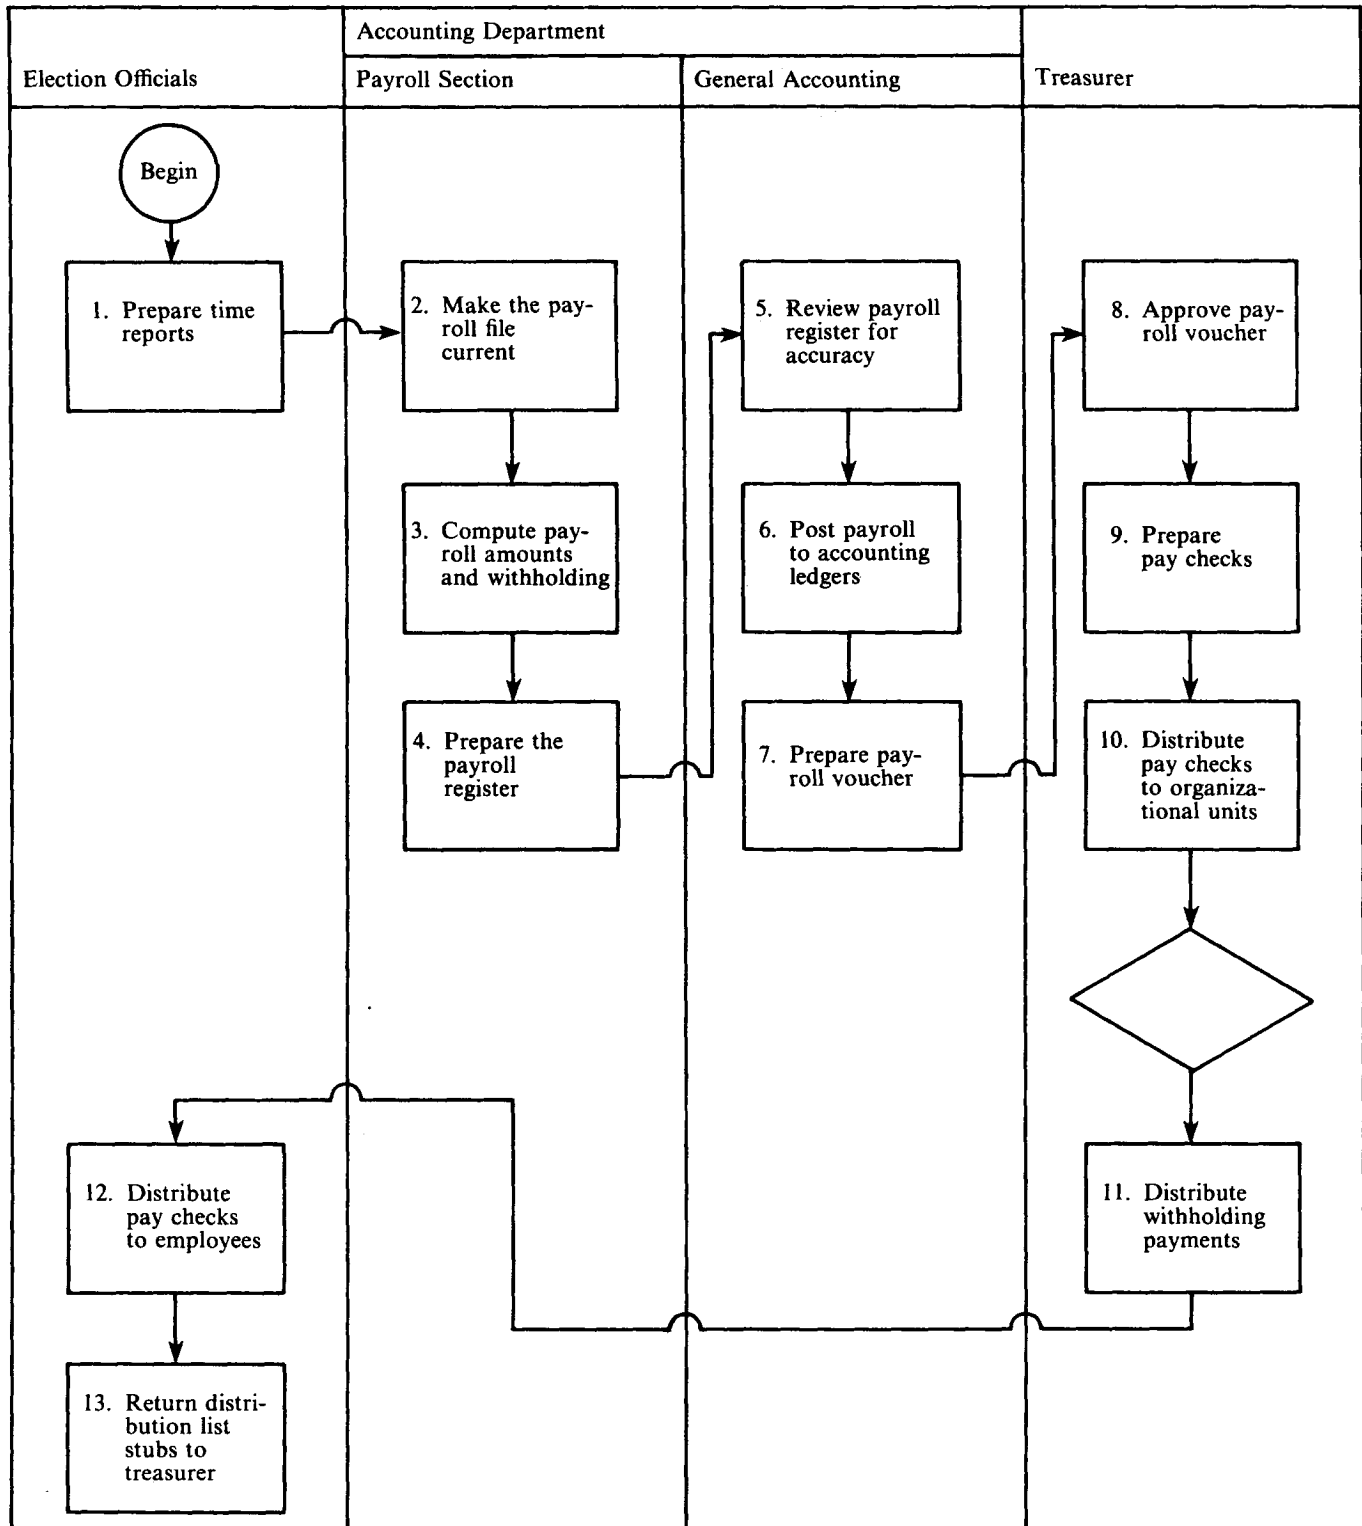 Accounting Department
Election Officials
Payroll Section
General Accounting
Treasurer
Begin
1. Prepare time
reports
2. Make the pay-
roll file
current
3. Compute pay-
roll amounts
and withholding
4. Prepare the
payroll
register
5. Review payroll
register for
accuracy
6. Post payroll
to accounting
ledgers
7. Prepare pay-
roll voucher
8. Approve pay-
roll voucher
9. Prepare
pay checks
10. Distribute
pay checks
to organiza-
tional units
11. Distribute
withholding
payments
12. Distribute
pay checks
to employees
13. Return distri-
bution list
stubs to
treasurer